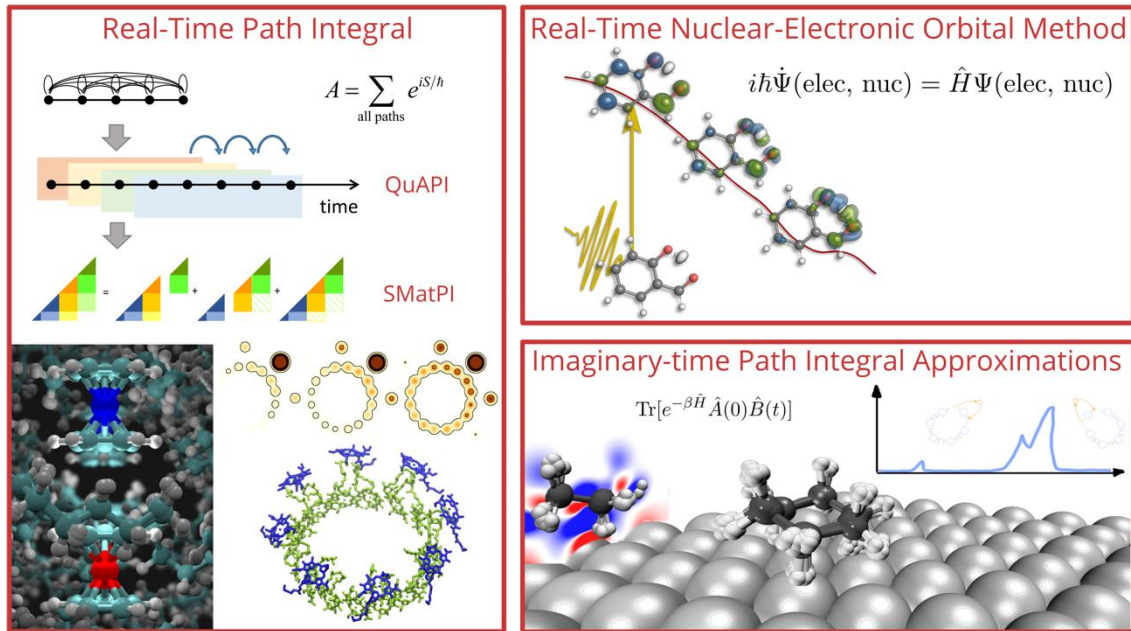 Real-Time Path Integral
A = ∑ e^{iS/ħ}
all paths
QuAPI
time
= + + +
SMatPI
Real-Time Nuclear-Electronic Orbital Method
iħΨ̇(elec, nuc) = ĤΨ(elec, nuc)
Imaginary-time Path Integral Approximations
Tr[e^{−βĤ}Â(0)B̂(t)]